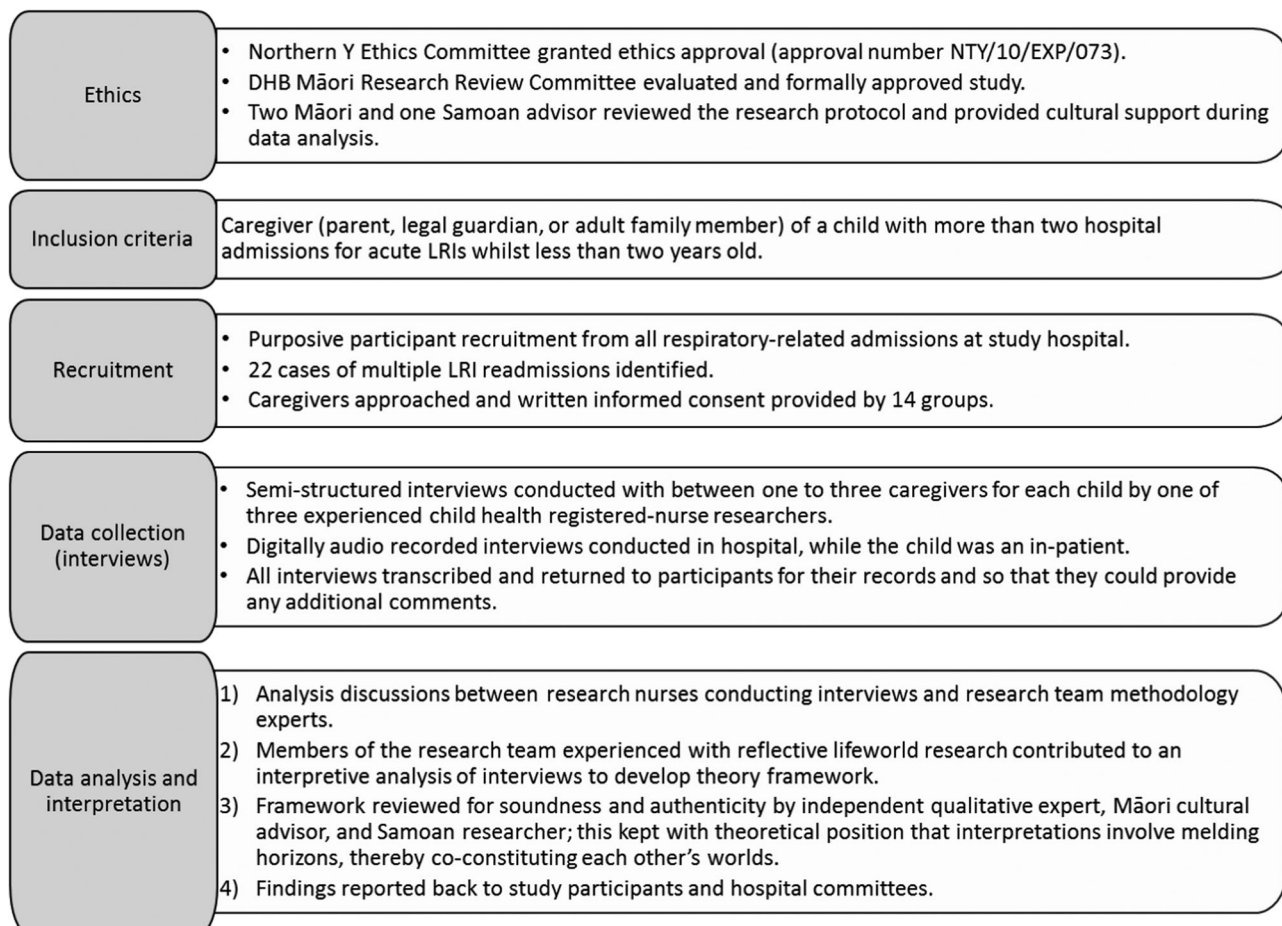 Ethics
• Northern Y Ethics Committee granted ethics approval (approval number NTY/10/EXP/073).
• DHB Māori Research Review Committee evaluated and formally approved study.
• Two Māori and one Samoan advisor reviewed the research protocol and provided cultural support during
data analysis.
Inclusion criteria
Caregiver (parent, legal guardian, or adult family member) of a child with more than two hospital
admissions for acute LRIs whilst less than two years old.
Recruitment
• Purposive participant recruitment from all respiratory-related admissions at study hospital.
• 22 cases of multiple LRI readmissions identified.
• Caregivers approached and written informed consent provided by 14 groups.
Data collection
(interviews)
• Semi-structured interviews conducted with between one to three caregivers for each child by one of
three experienced child health registered-nurse researchers.
• Digitally audio recorded interviews conducted in hospital, while the child was an in-patient.
• All interviews transcribed and returned to participants for their records and so that they could provide
any additional comments.
Data analysis and
interpretation
1) Analysis discussions between research nurses conducting interviews and research team methodology
experts.
2) Members of the research team experienced with reflective lifeworld research contributed to an
interpretive analysis of interviews to develop theory framework.
3) Framework reviewed for soundness and authenticity by independent qualitative expert, Māori cultural
advisor, and Samoan researcher; this kept with theoretical position that interpretations involve melding
horizons, thereby co-constituting each other's worlds.
4) Findings reported back to study participants and hospital committees.